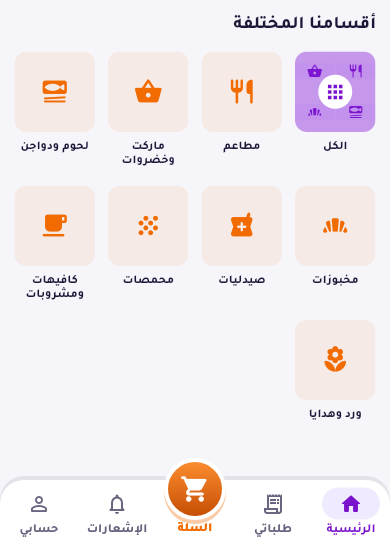 أقسامنا المختلفة
الكل
مطاعم
ماركت
وخضروات
لحوم ودواجن
مخبوزات
صيدليات
محمصات
كافيهات
ومشروبات
ورد وهدايا
الرئيسية
طلباتي
السلة
الإشعارات
حسابي